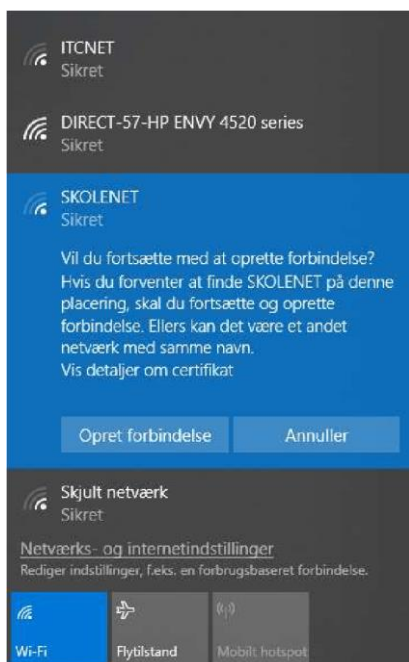 ITCNET
Sikret
DIRECT-57-HP ENVY 4520 series
Sikret
SKOLENET
Sikret
Vil du fortsætte med at oprette forbindelse?
Hvis du forventer at finde SKOLENET på denne
placering, skal du fortsætte og oprette
forbindelse. Ellers kan det være et andet
netværk med samme navn.
Vis detaljer om certifikat
Opret forbindelse Annuller
Skjult netværk
Sikret
Netværks- og internetindstillinger
Rediger indstillinger, f.eks. en forbrugsbaseret forbindelse.
Wi-Fi Flytilstand Mobilt hotspot